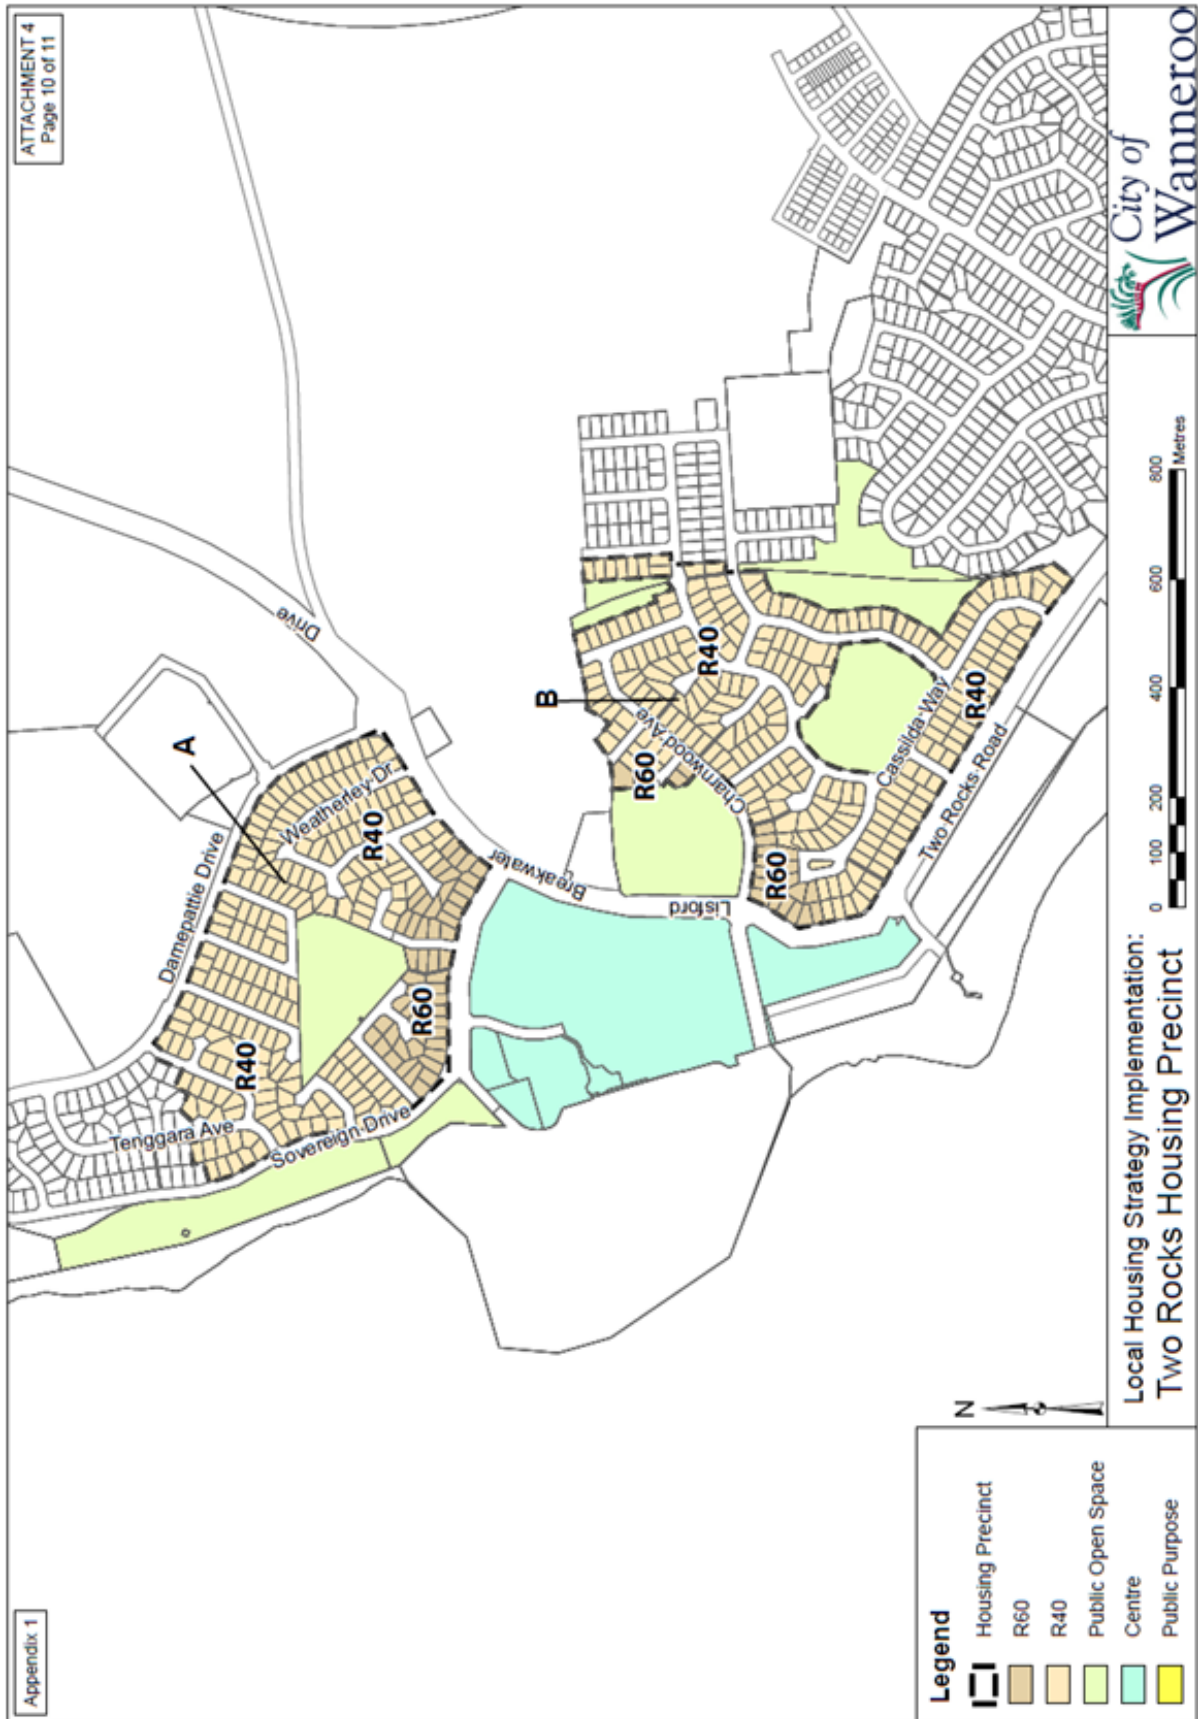 Appendix 1
ATTACHMENT 4
Page 10 of 11
A
Drive
Damepattie Drive
Weatherley Dr
R40
R40
Tenggara Ave
Sovereign Drive
R60
Breakwater
Lisford
B
R60
R40
Charnwood Ave
R60
Cassilda Way
R40
Two Rocks Road
N
Legend
Housing Precinct
R60
R40
Public Open Space
Centre
Public Purpose
Local Housing Strategy Implementation:
Two Rocks Housing Precinct
0 100 200 400 600 800
Metres
City of
Wanneroo